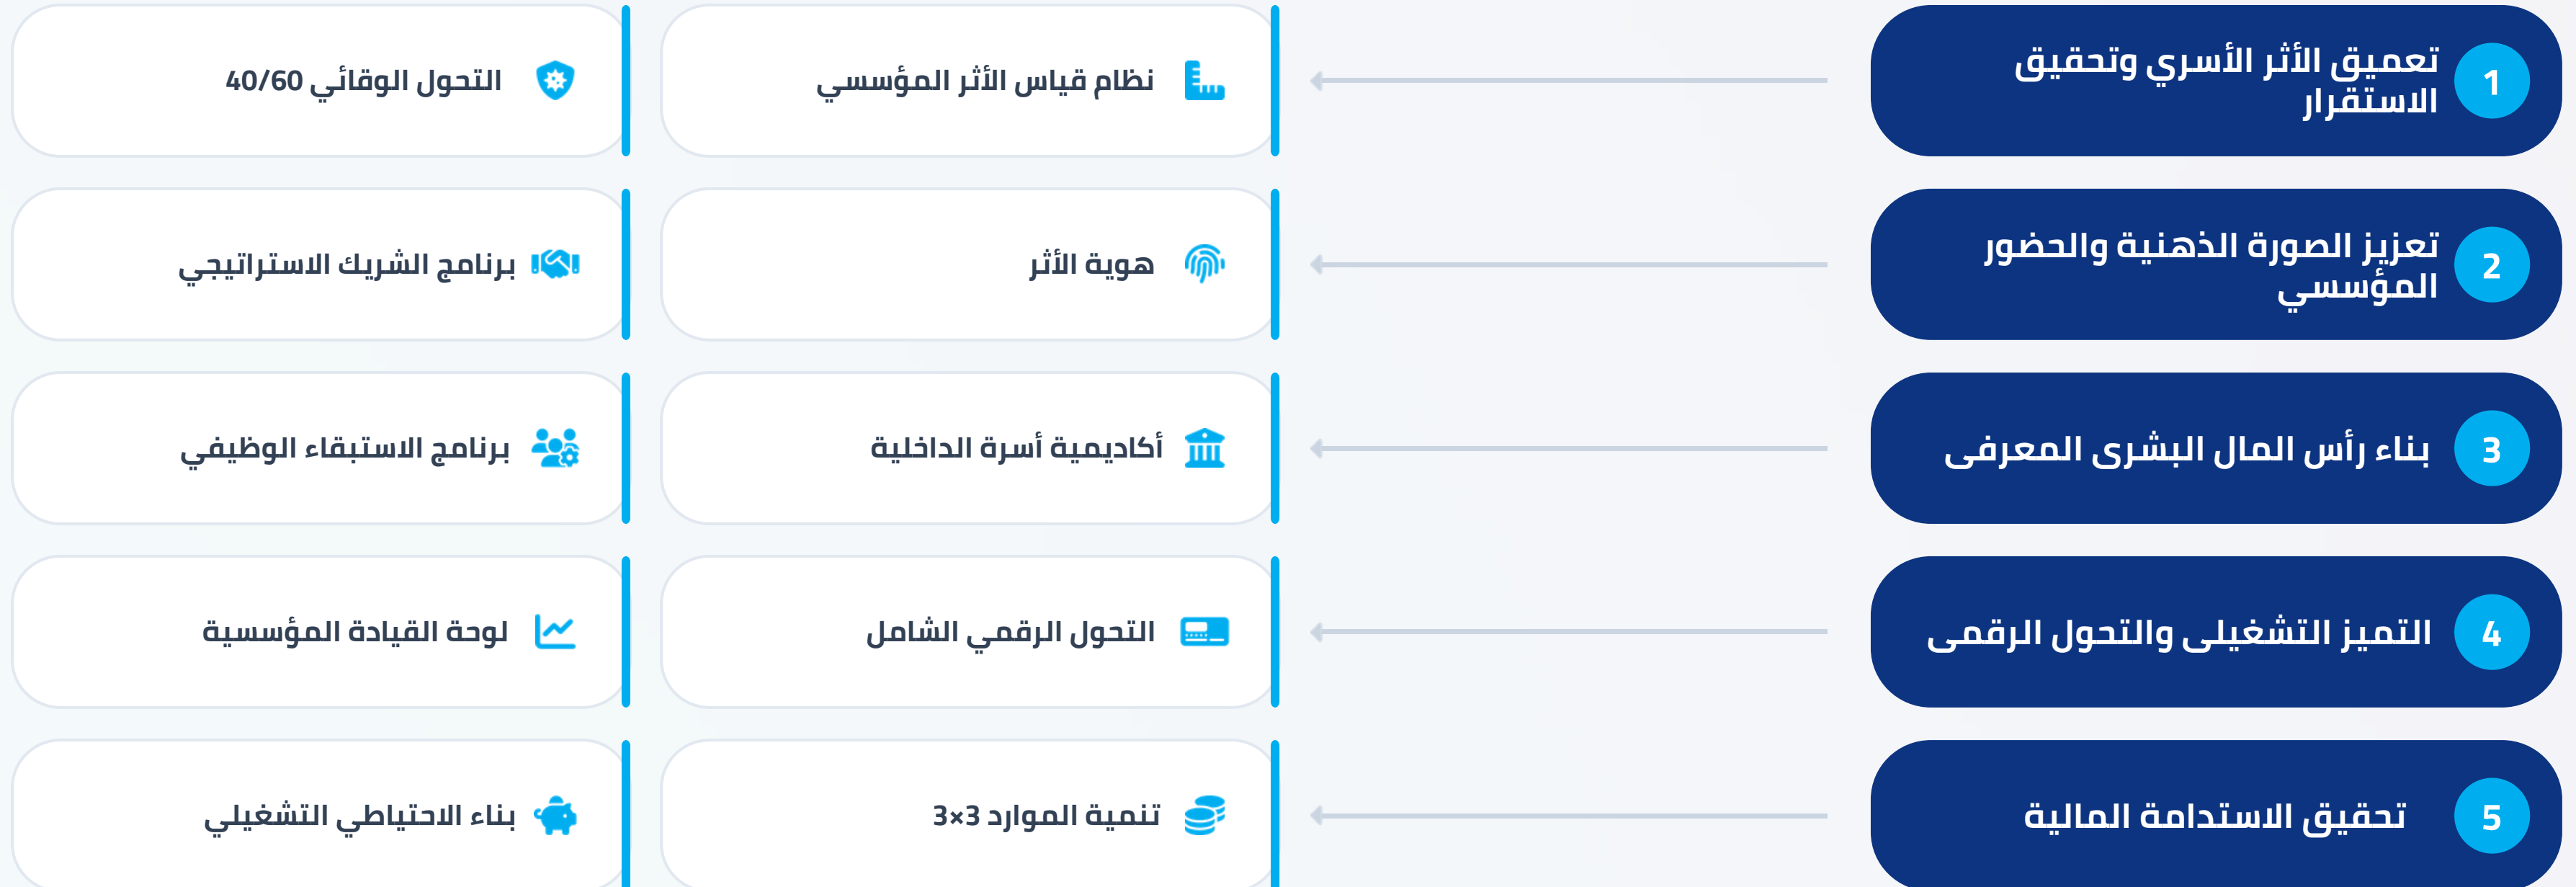 1
تعميق الأثر الأسري وتحقيق
الاستقرار
نظام قياس الأثر المؤسسي
التحول الوقائي 40/60
2
تعزيز الصورة الذهنية والحضور
المؤسسي
هوية الأثر
برنامج الشريك الاستراتيجي
3
بناء رأس المال البشرى المعرفى
أكاديمية أسرة الداخلية
برنامج الاستبقاء الوظيفي
4
التميز التشغيلى والتحول الرقمى
التحول الرقمي الشامل
لوحة القيادة المؤسسية
5
تحقيق الاستدامة المالية
تنمية الموارد 3×3
بناء الاحتياطي التشغيلي